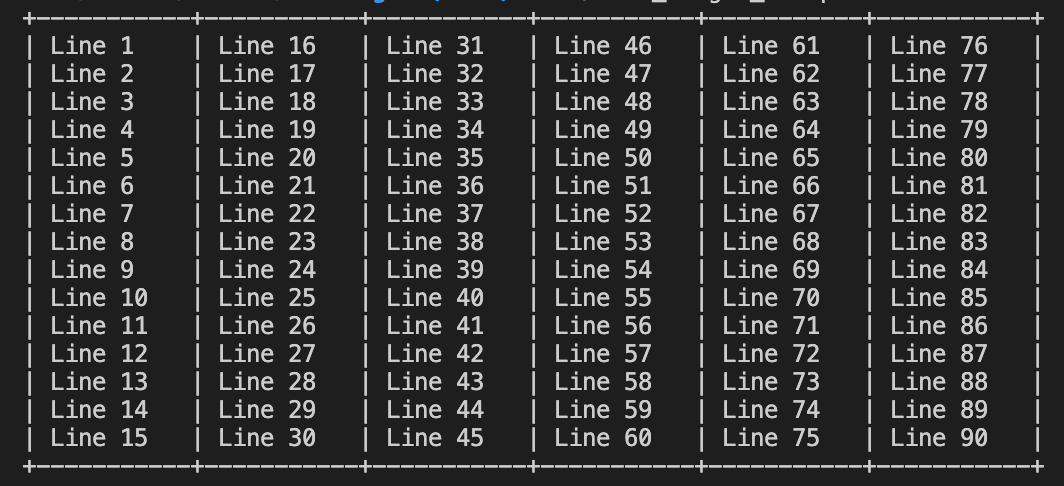 +-----------+-----------+-----------+-----------+-----------+-----------+
| Line 1    | Line 16   | Line 31   | Line 46   | Line 61   | Line 76   |
| Line 2    | Line 17   | Line 32   | Line 47   | Line 62   | Line 77   |
| Line 3    | Line 18   | Line 33   | Line 48   | Line 63   | Line 78   |
| Line 4    | Line 19   | Line 34   | Line 49   | Line 64   | Line 79   |
| Line 5    | Line 20   | Line 35   | Line 50   | Line 65   | Line 80   |
| Line 6    | Line 21   | Line 36   | Line 51   | Line 66   | Line 81   |
| Line 7    | Line 22   | Line 37   | Line 52   | Line 67   | Line 82   |
| Line 8    | Line 23   | Line 38   | Line 53   | Line 68   | Line 83   |
| Line 9    | Line 24   | Line 39   | Line 54   | Line 69   | Line 84   |
| Line 10   | Line 25   | Line 40   | Line 55   | Line 70   | Line 85   |
| Line 11   | Line 26   | Line 41   | Line 56   | Line 71   | Line 86   |
| Line 12   | Line 27   | Line 42   | Line 57   | Line 72   | Line 87   |
| Line 13   | Line 28   | Line 43   | Line 58   | Line 73   | Line 88   |
| Line 14   | Line 29   | Line 44   | Line 59   | Line 74   | Line 89   |
| Line 15   | Line 30   | Line 45   | Line 60   | Line 75   | Line 90   |
+-----------+-----------+-----------+-----------+-----------+-----------+